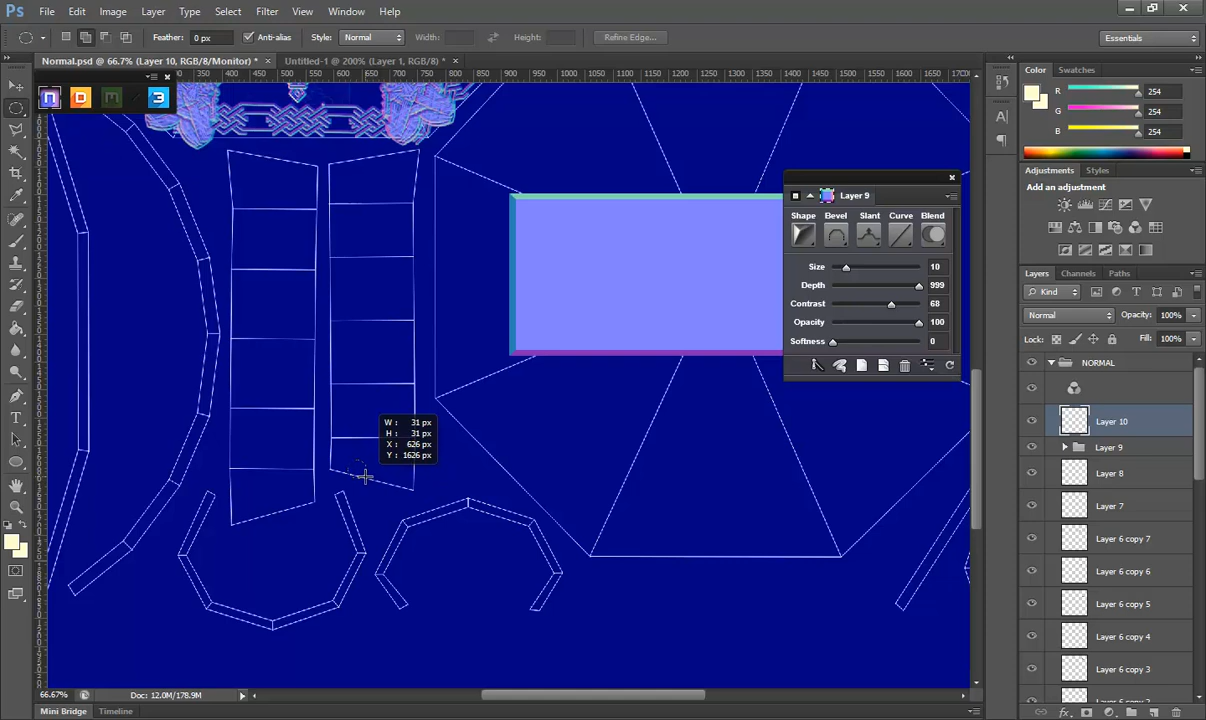 Ps File Edit Image Layer Type Select Filter View Window Help
Feather: 0 px Anti-alias Style: Normal Width: Height: Refine Edge... Essentials
Normal.psd @ 66.7% (Layer 10, RGB/8/Monitor) * × Untitled-1 @ 200% (Layer 1, RGB/8) * ×
350 450 500 550 600 650 700 750 800 850 900 950 1000 1050 1100 1150 1200 1250 1300 1350 1400 1450 1500 1550 1600 1650
n D m 3
Color Swatches
R 254
G 254
B 254
Adjustments Styles
Add an adjustment
Layer 9
Shape Bevel Slant Curve Blend
Size 10
Depth 999
Contrast 68
Opacity 100
Softness 0
W : 31 px
H : 31 px
X : 626 px
Y : 1626 px
Layers Channels Paths
Kind
Normal Opacity: 100%
Lock: Fill: 100%
NORMAL
Layer 10
Layer 9
Layer 8
Layer 7
Layer 6 copy 7
Layer 6 copy 6
Layer 6 copy 5
Layer 6 copy 4
Layer 6 copy 3
66.67% Doc: 12.0M/178.9M
Mini Bridge Timeline